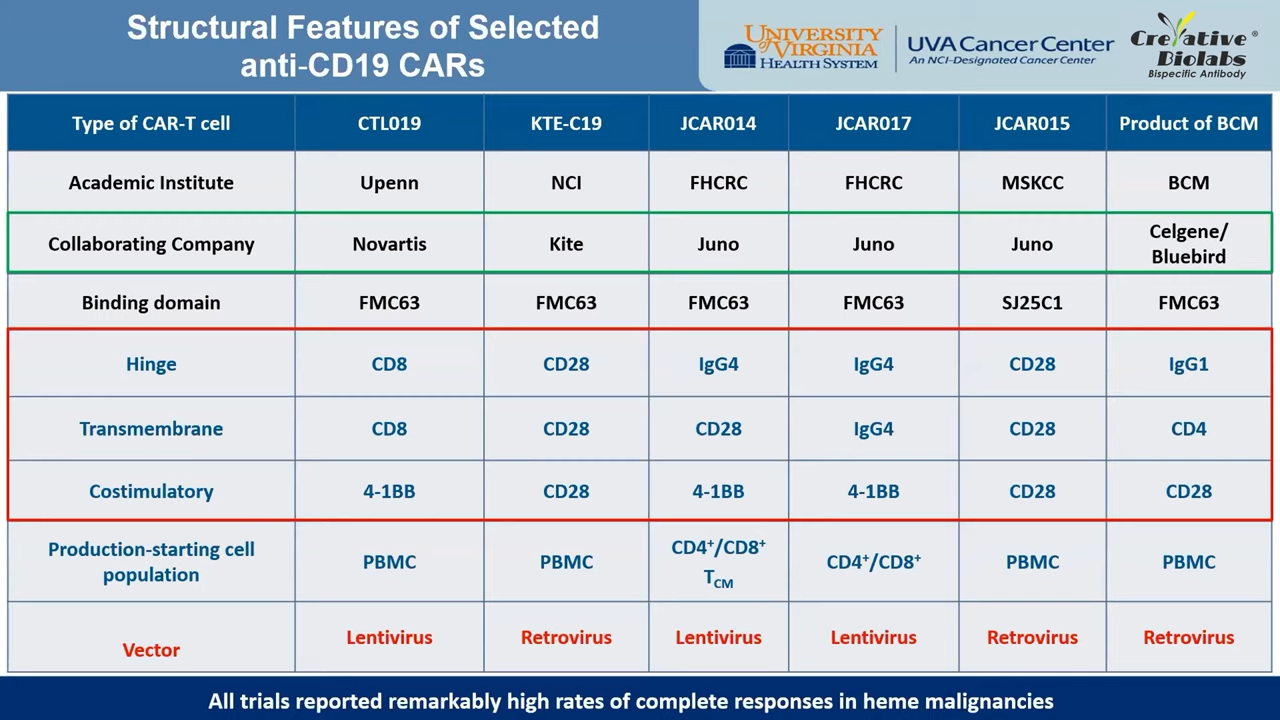 Structural Features of Selected
anti-CD19 CARs
UNIVERSITY
of VIRGINIA
HEALTH SYSTEM
UVA Cancer Center
An NCI-Designated Cancer Center
Creative ®
Biolabs
Bispecific Antibody
Type of CAR-T cell CTL019 KTE-C19 JCAR014 JCAR017 JCAR015 Product of BCM
Academic Institute Upenn NCI FHCRC FHCRC MSKCC BCM
Collaborating Company Novartis Kite Juno Juno Juno Celgene/
Bluebird
Binding domain FMC63 FMC63 FMC63 FMC63 SJ25C1 FMC63
Hinge CD8 CD28 IgG4 IgG4 CD28 IgG1
Transmembrane CD8 CD28 CD28 IgG4 CD28 CD4
Costimulatory 4-1BB CD28 4-1BB 4-1BB CD28 CD28
Production-starting cell
population PBMC PBMC CD4⁺/CD8⁺
TCM CD4⁺/CD8⁺ PBMC PBMC
Vector Lentivirus Retrovirus Lentivirus Lentivirus Retrovirus Retrovirus
All trials reported remarkably high rates of complete responses in heme malignancies